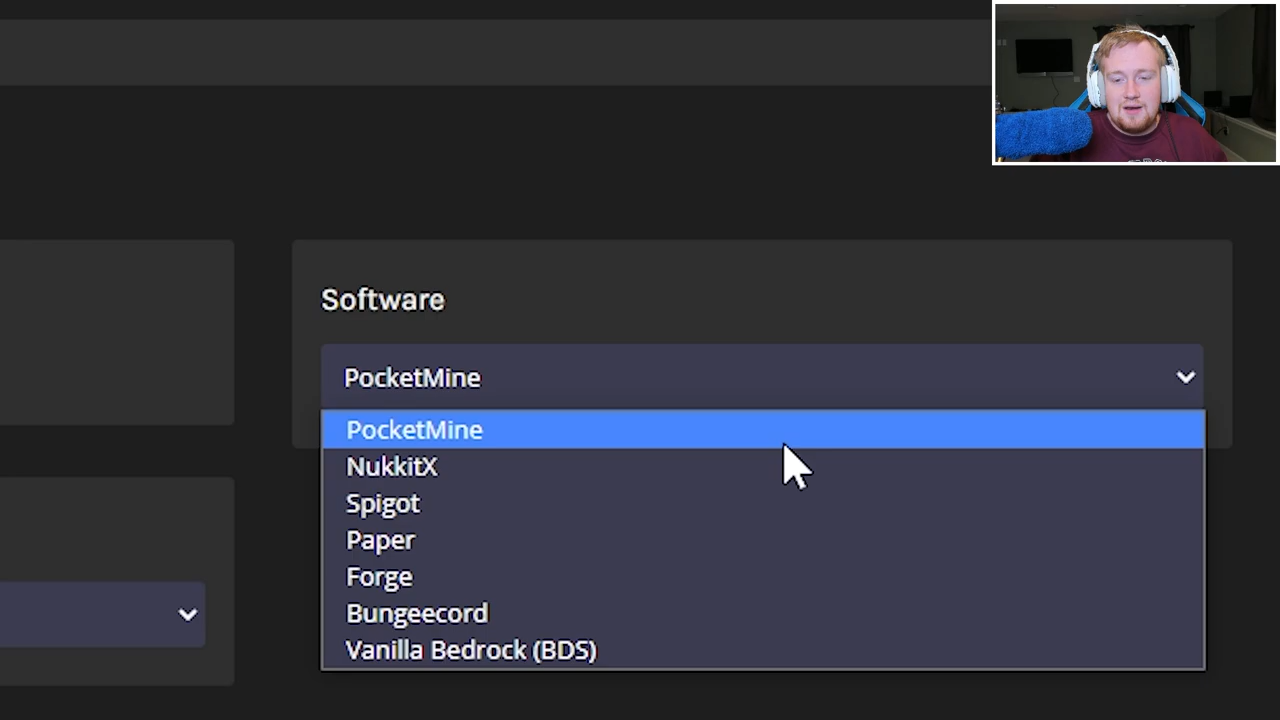 Software
PocketMine
PocketMine
NukkitX
Spigot
Paper
Forge
Bungeecord
Vanilla Bedrock (BDS)